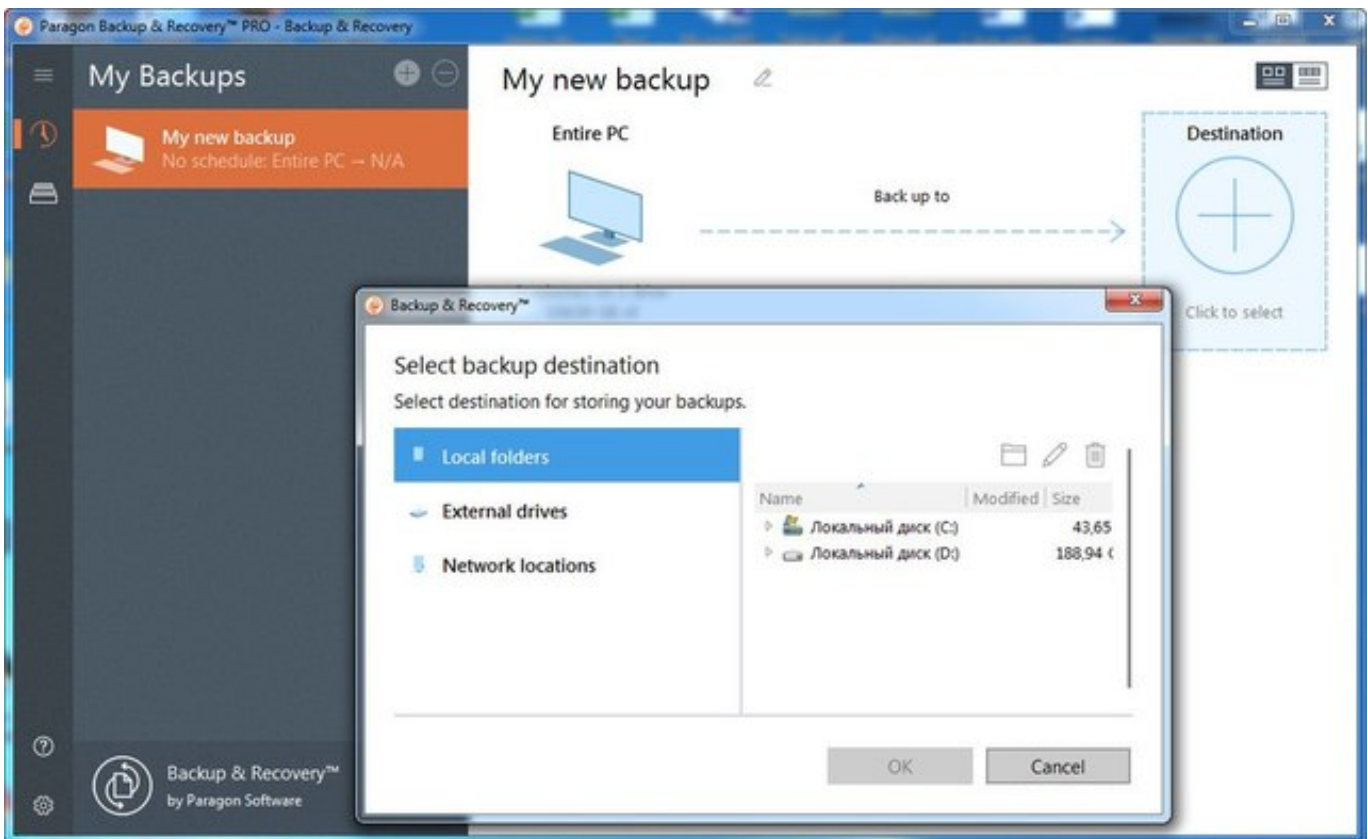 Paragon Backup & Recovery™ PRO - Backup & Recovery
My Backups
My new backup
No schedule: Entire PC → N/A
My new backup
Entire PC
Back up to
Destination
Click to select
Backup & Recovery™
Select backup destination
Select destination for storing your backups.
Local folders
External drives
Network locations
Name Modified Size
Локальный диск (C:) 43,65
Локальный диск (D:) 188,94
OK Cancel
Backup & Recovery™
by Paragon Software